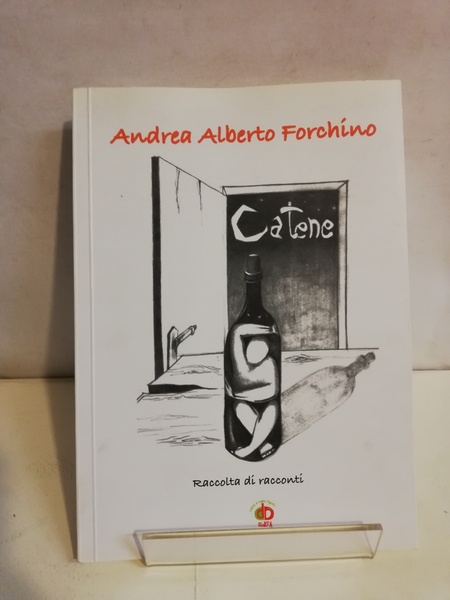 Andrea Alberto Forchino
Catene
Raccolta di racconti